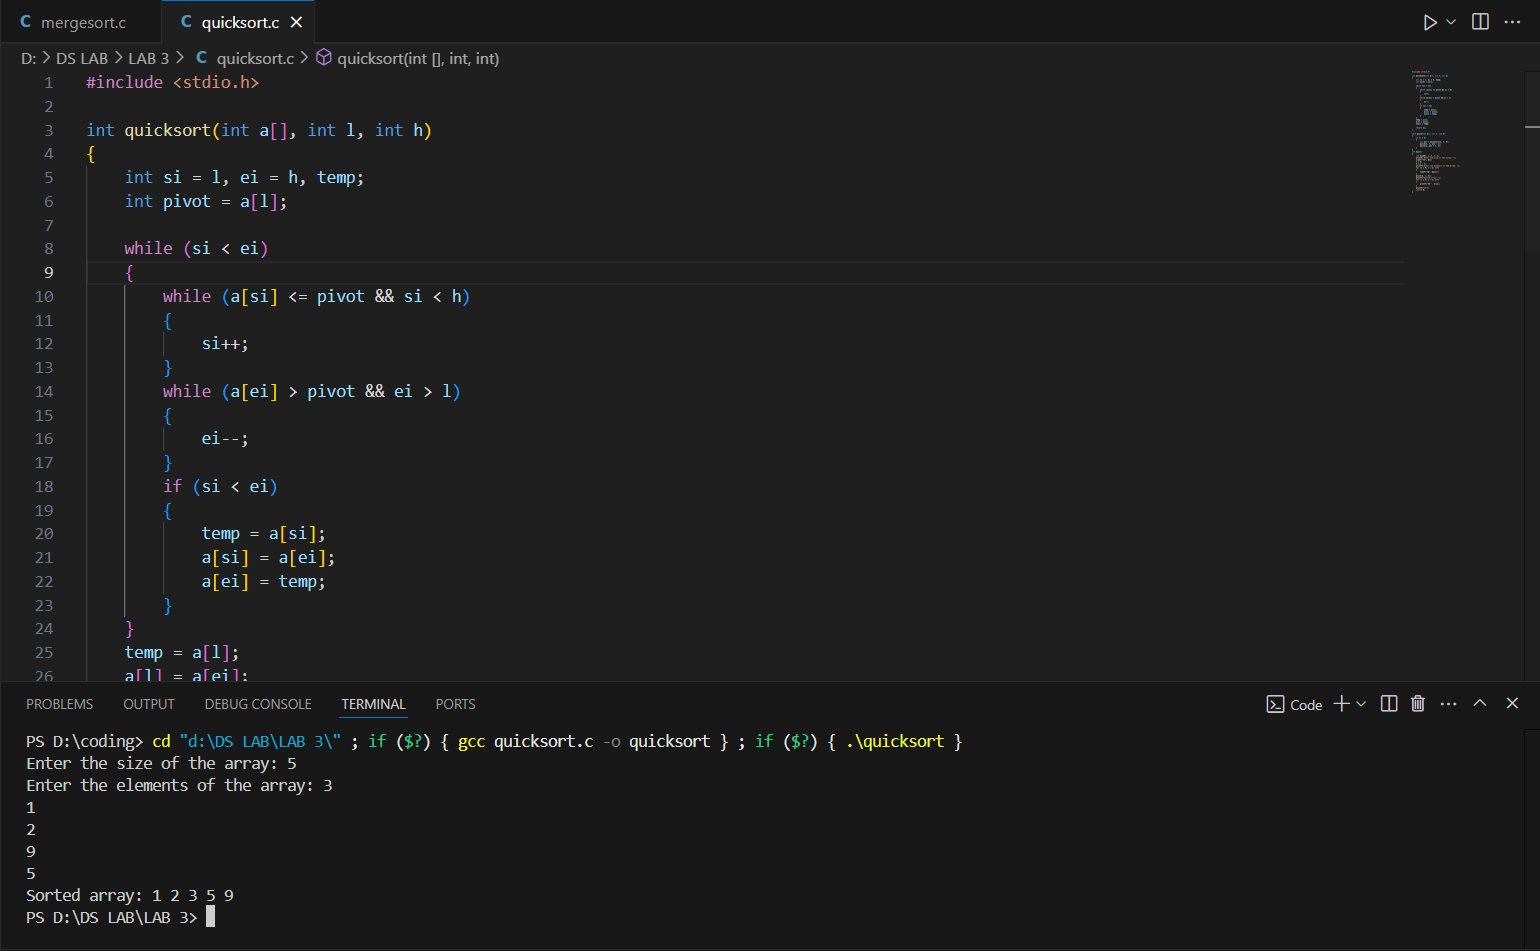 C mergesort.c
C quicksort.c
D: > DS LAB > LAB 3 > C quicksort.c > quicksort(int [], int, int)
1 #include <stdio.h>
2
3 int quicksort(int a[], int l, int h)
4 {
5 int si = l, ei = h, temp;
6 int pivot = a[l];
7
8 while (si < ei)
9 {
10 while (a[si] <= pivot && si < h)
11 {
12 si++;
13 }
14 while (a[ei] > pivot && ei > l)
15 {
16 ei--;
17 }
18 if (si < ei)
19 {
20 temp = a[si];
21 a[si] = a[ei];
22 a[ei] = temp;
23 }
24 }
25 temp = a[l];
26 a[l] = a[ei];
PROBLEMS OUTPUT DEBUG CONSOLE TERMINAL PORTS Code
PS D:\coding> cd "d:\DS LAB\LAB 3\" ; if ($?) { gcc quicksort.c -o quicksort } ; if ($?) { .\quicksort }
Enter the size of the array: 5
Enter the elements of the array: 3
1
2
9
5
Sorted array: 1 2 3 5 9
PS D:\DS LAB\LAB 3>